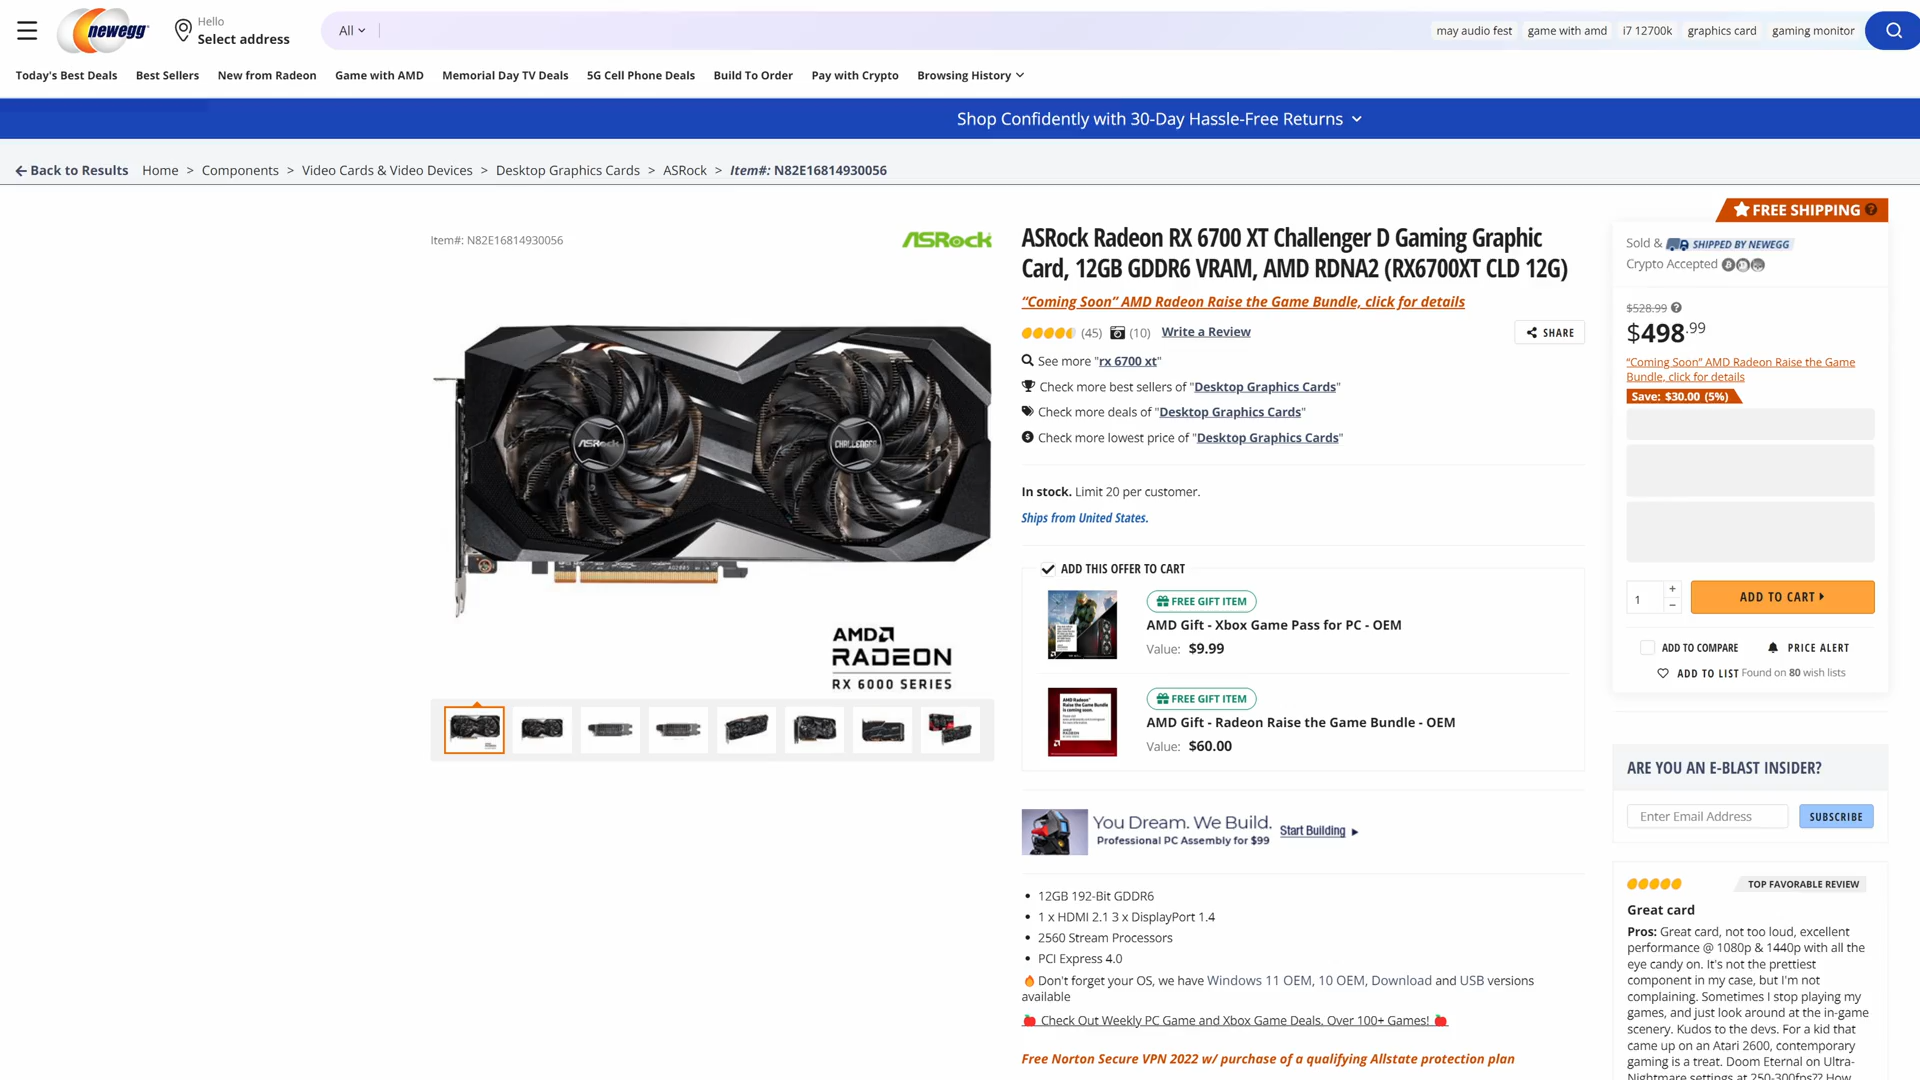 newegg
Hello
Select address
All
may audio fest
game with amd
i7 12700k
graphics card
gaming monitor
Today's Best Deals
Best Sellers
New from Radeon
Game with AMD
Memorial Day TV Deals
5G Cell Phone Deals
Build To Order
Pay with Crypto
Browsing History
Shop Confidently with 30-Day Hassle-Free Returns
Back to Results
Home > Components > Video Cards & Video Devices > Desktop Graphics Cards > ASRock > Item#: N82E16814930056
Item#: N82E16814930056
ASRock
ASRock
CHALLENGER
AMD
RADEON
RX 6000 SERIES
ASRock Radeon RX 6700 XT Challenger D Gaming Graphic
Card, 12GB GDDR6 VRAM, AMD RDNA2 (RX6700XT CLD 12G)
“Coming Soon” AMD Radeon Raise the Game Bundle, click for details
(45) (10) Write a Review
SHARE
See more "rx 6700 xt"
Check more best sellers of "Desktop Graphics Cards"
Check more deals of "Desktop Graphics Cards"
Check more lowest price of "Desktop Graphics Cards"
In stock. Limit 20 per customer.
Ships from United States.
ADD THIS OFFER TO CART
FREE GIFT ITEM
AMD Gift - Xbox Game Pass for PC - OEM
Value: $9.99
FREE GIFT ITEM
AMD Gift - Radeon Raise the Game Bundle - OEM
Value: $60.00
You Dream. We Build.
Professional PC Assembly for $99
Start Building
• 12GB 192-Bit GDDR6
• 1 x HDMI 2.1 3 x DisplayPort 1.4
• 2560 Stream Processors
• PCI Express 4.0
Don't forget your OS, we have Windows 11 OEM, 10 OEM, Download and USB versions
available
Check Out Weekly PC Game and Xbox Game Deals. Over 100+ Games!
Free Norton Secure VPN 2022 w/ purchase of a qualifying Allstate protection plan
FREE SHIPPING
Sold & SHIPPED BY NEWEGG
Crypto Accepted
$528.99
$498.99
“Coming Soon” AMD Radeon Raise the Game
Bundle, click for details
Save: $30.00 (5%)
1
+
−
ADD TO CART
ADD TO COMPARE
PRICE ALERT
ADD TO LIST Found on 80 wish lists
ARE YOU AN E-BLAST INSIDER?
Enter Email Address
SUBSCRIBE
TOP FAVORABLE REVIEW
Great card
Pros: Great card, not too loud, excellent
performance @ 1080p & 1440p with all the
eye candy on. It's not the prettiest
component in my case, but I'm not
complaining. Sometimes I stop playing my
games, and just look around at the in-game
scenery. Kudos to the devs. For a kid that
came up on an Atari 2600, contemporary
gaming is a treat. Doom Eternal on Ultra-
Nightmare settings at 250-300fps?? How